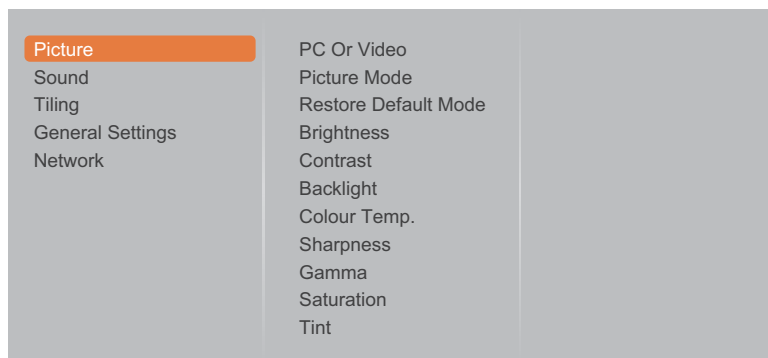 Picture
Sound
Tiling
General Settings
Network
PC Or Video
Picture Mode
Restore Default Mode
Brightness
Contrast
Backlight
Colour Temp.
Sharpness
Gamma
Saturation
Tint